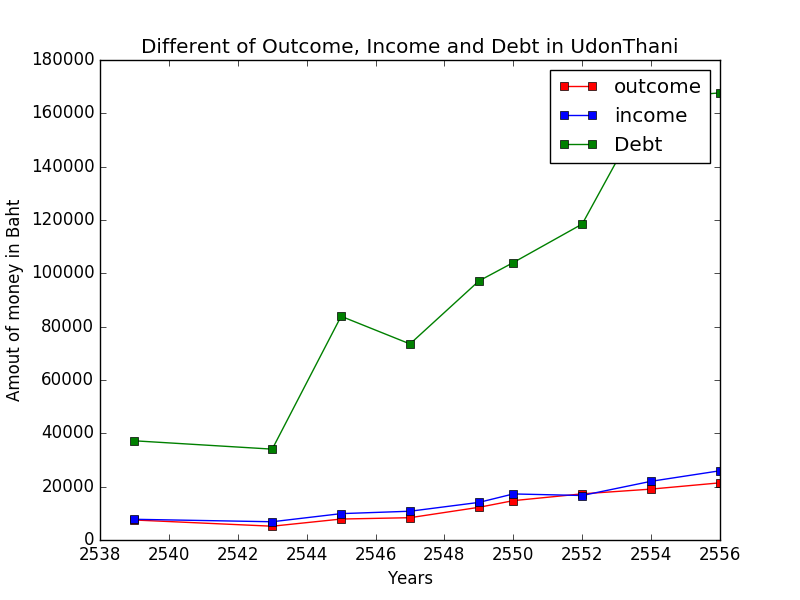 Different of Outcome, Income and Debt in UdonThani
180000
160000
140000
120000
100000
80000
60000
40000
20000
0
Amout of money in Baht
outcome
income
Debt
2538 2540 2542 2544 2546 2548 2550 2552 2554 2556
Years